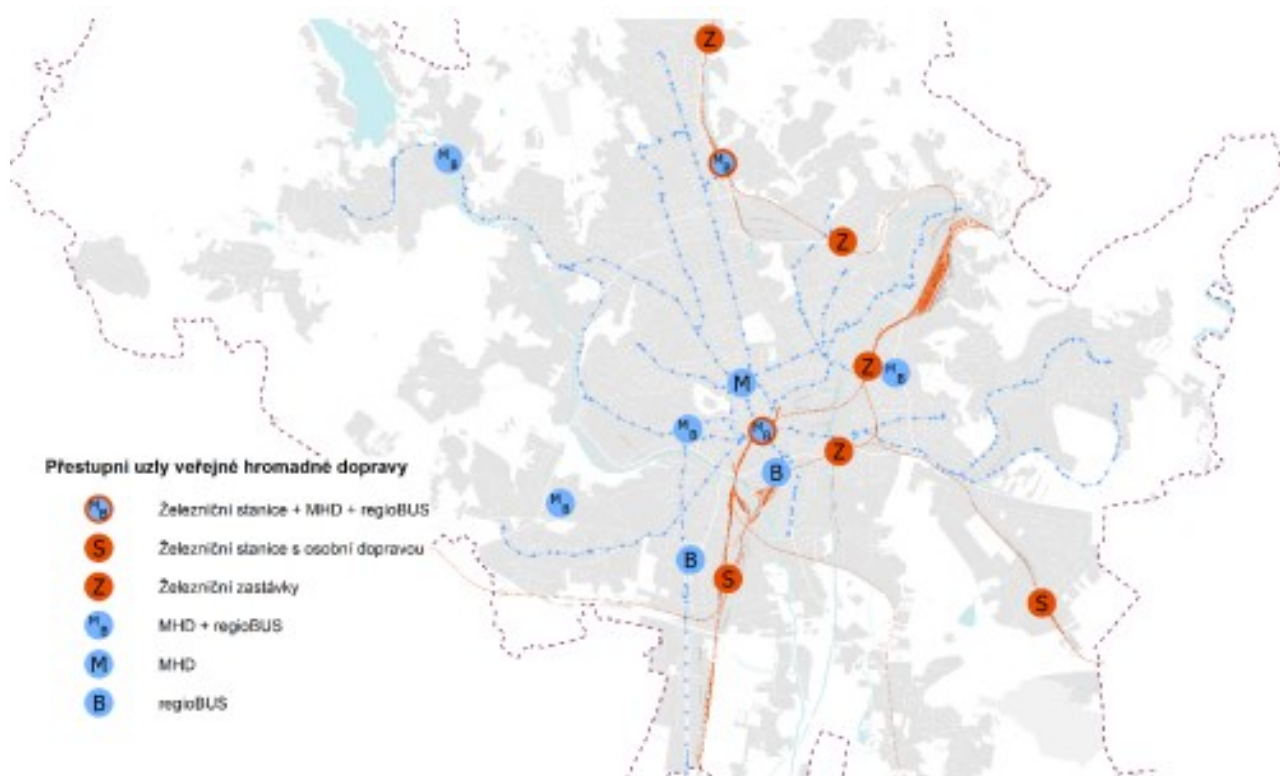 Z
M B
M B
Z
Z
M B
M
M B
M B
Z
B
M B
B
S
S
Přestupní uzly veřejné hromadné dopravy
M B Železniční stanice + MHD + regioBUS
S Železniční stanice s osobní dopravou
Z Železniční zastávky
M B MHD + regioBUS
M MHD
B regioBUS